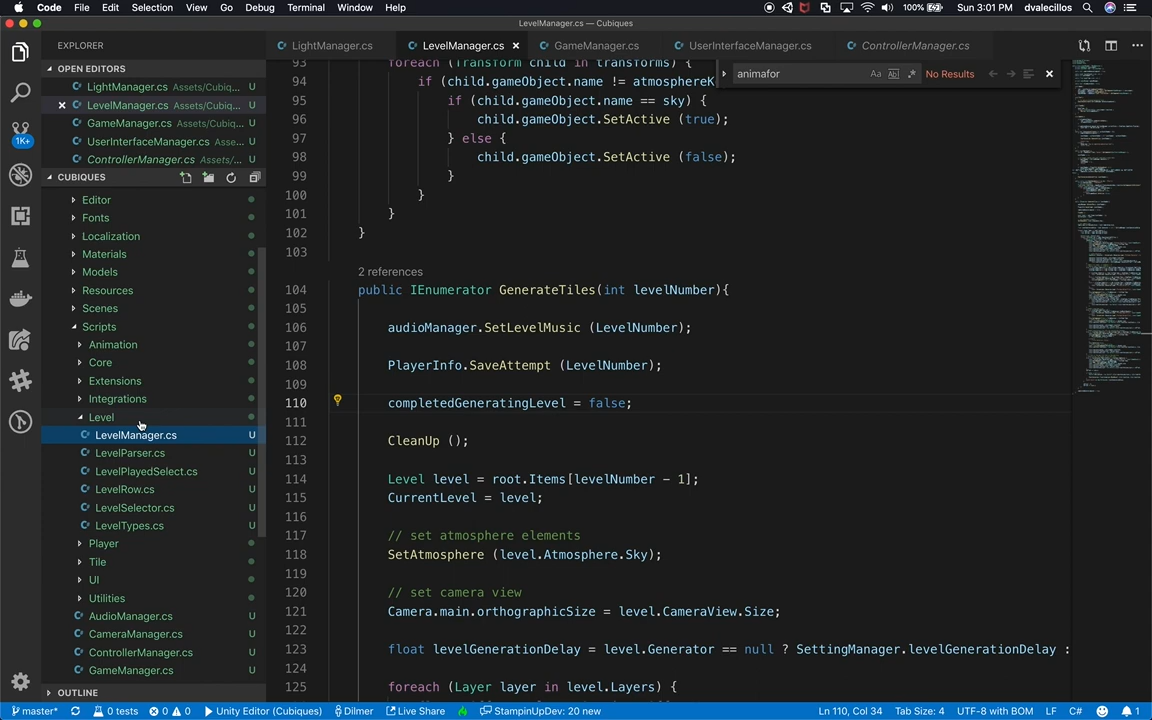 Code File Edit Selection View Go Debug Terminal Window Help 100% Sun 3:01 PM dvalecillos
LevelManager.cs — Cubiques
EXPLORER
LightManager.cs LevelManager.cs × GameManager.cs UserInterfaceManager.cs ControllerManager.cs
OPEN EDITORS
LightManager.cs Assets/Cubiq... U
LevelManager.cs Assets/Cubiq... U
GameManager.cs Assets/Cubiq... U
UserInterfaceManager.cs Asse... U
ControllerManager.cs Assets/... U
CUBIQUES
1K+
Editor
Fonts
Localization
Materials
Models
Resources
Scenes
Scripts
Animation
Core
Extensions
Integrations
Level
LevelManager.cs U
LevelParser.cs U
LevelPlayedSelect.cs U
LevelRow.cs U
LevelSelector.cs U
LevelTypes.cs U
Player
Tile
UI
Utilities
AudioManager.cs U
CameraManager.cs U
ControllerManager.cs U
GameManager.cs U
OUTLINE
animafor Aa Ab| .* No Results
93 foreach (Transform child in transforms) {
94 if (child.gameObject.name != atmosphereK
95 if (child.gameObject.name == sky) {
96 child.gameObject.SetActive (true);
97 } else {
98 child.gameObject.SetActive (false);
99 }
100 }
101 }
102 }
103
2 references
104 public IEnumerator GenerateTiles(int levelNumber){
105
106 audioManager.SetLevelMusic (LevelNumber);
107
108 PlayerInfo.SaveAttempt (LevelNumber);
109
110 completedGeneratingLevel = false;
111
112 CleanUp ();
113
114 Level level = root.Items[levelNumber - 1];
115 CurrentLevel = level;
116
117 // set atmosphere elements
118 SetAtmosphere (level.Atmosphere.Sky);
119
120 // set camera view
121 Camera.main.orthographicSize = level.CameraView.Size;
122
123 float levelGenerationDelay = level.Generator == null ? SettingManager.levelGenerationDelay :
124
125 foreach (Layer layer in level.Layers) {
master* 0 tests 0 0 Unity Editor (Cubiques) Dilmer Live Share StampinUpDev: 20 new Ln 110, Col 34 Tab Size: 4 UTF-8 with BOM LF C# 1